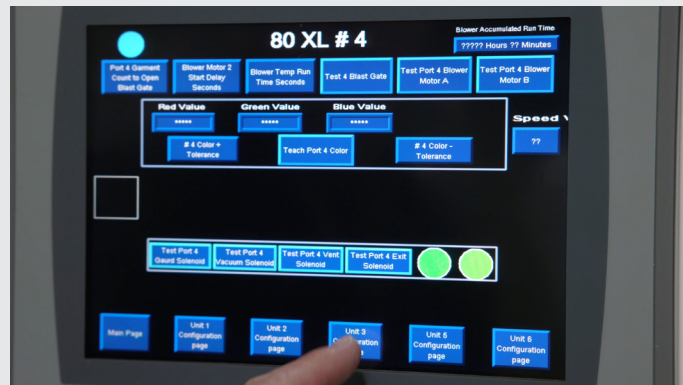 80 XL # 4
Blower Accumulated Run Time
????? Hours ?? Minutes
Port 4 Garment
Count to Open
Blast Gate
Blower Motor 2
Start Delay
Seconds
Blower Temp Run
Time Seconds
Test 4 Blast Gate
Test Port 4 Blower
Motor A
Test Port 4 Blower
Motor B
Red Value
Green Value
Blue Value
*****
*****
*****
Speed V
??
# 4 Color +
Tolerance
Teach Port 4 Color
# 4 Color -
Tolerance
Test Port 4
Gaurd Solenoid
Test Port 4
Vacuum Solenoid
Test Port 4 Vent
Solenoid
Test Port 4 Exit
Solenoid
Main Page
Unit 1
Configuration
page
Unit 2
Configuration
page
Unit 3
Unit 5
Configuration
page
Unit 6
Configuration
page